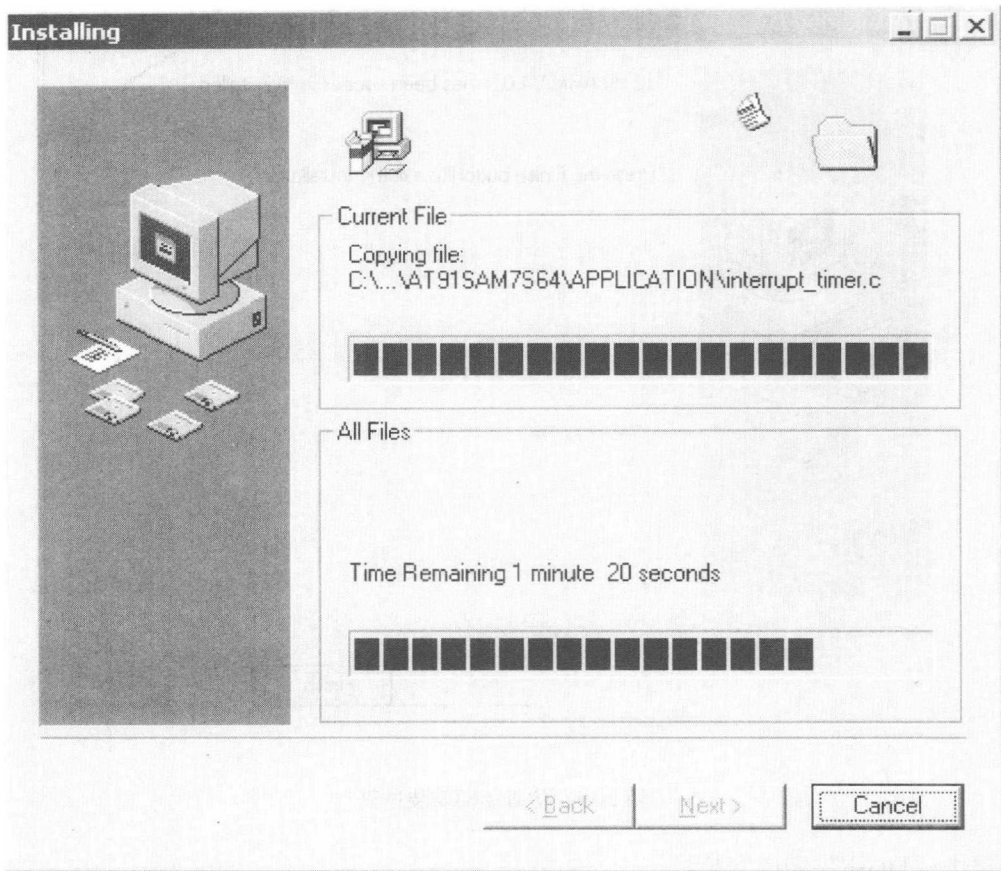 Installing
Current File
Copying file:
C:\...\AT91SAM7S64\APPLICATION\interrupt_timer.c
All Files
Time Remaining 1 minute  20 seconds
< Back
Next >
Cancel